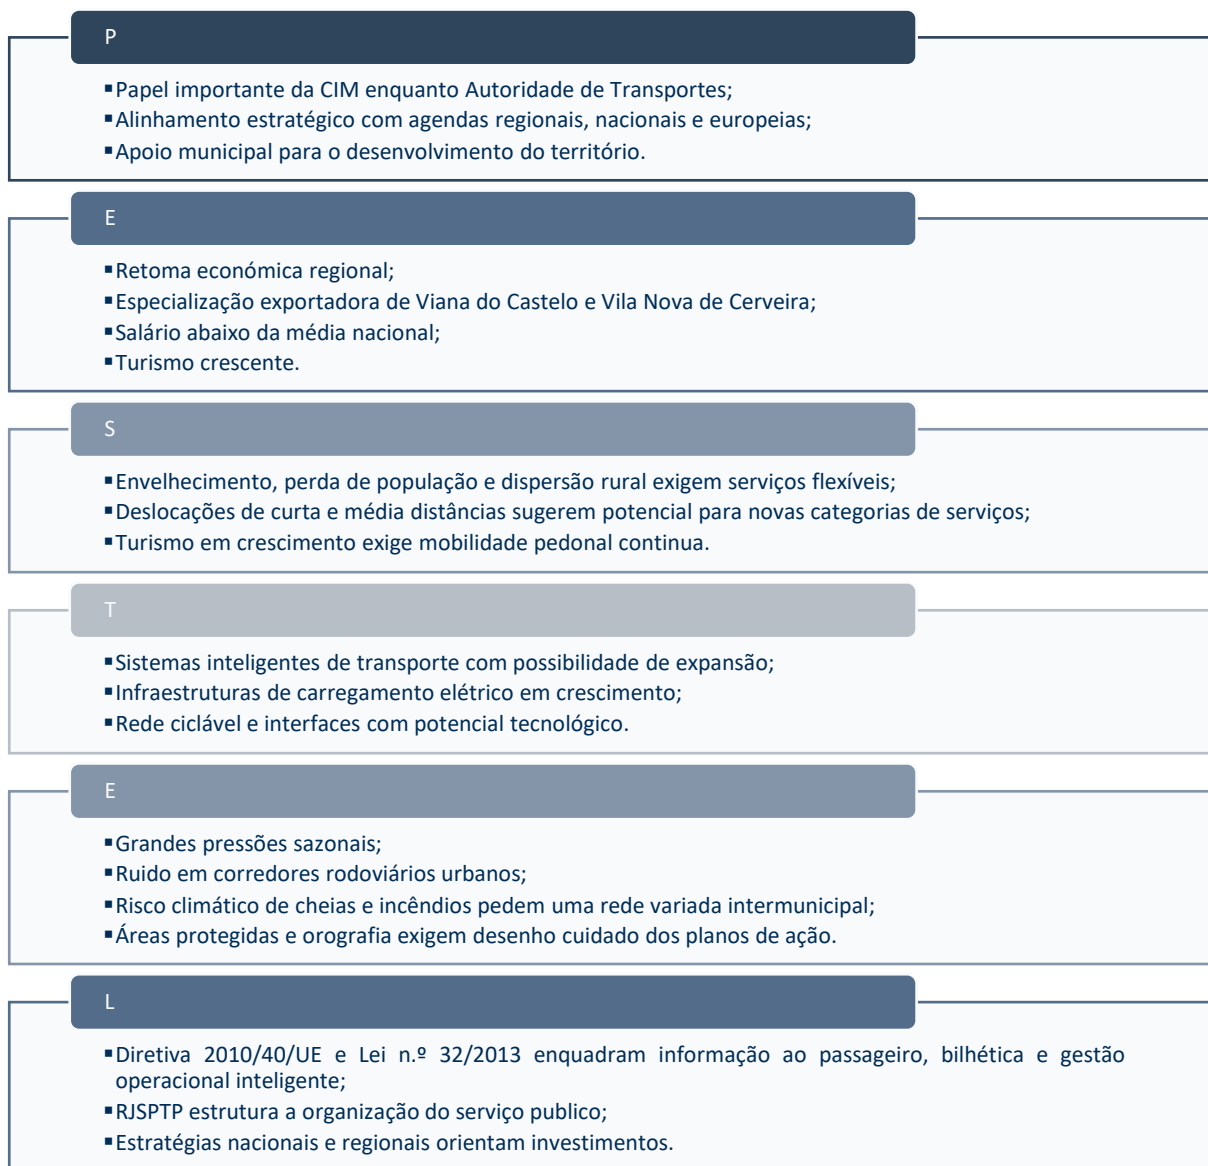 P
▪Papel importante da CIM enquanto Autoridade de Transportes;
▪Alinhamento estratégico com agendas regionais, nacionais e europeias;
▪Apoio municipal para o desenvolvimento do território.
E
▪Retoma económica regional;
▪Especialização exportadora de Viana do Castelo e Vila Nova de Cerveira;
▪Salário abaixo da média nacional;
▪Turismo crescente.
S
▪Envelhecimento, perda de população e dispersão rural exigem serviços flexíveis;
▪Deslocações de curta e média distâncias sugerem potencial para novas categorias de serviços;
▪Turismo em crescimento exige mobilidade pedonal continua.
T
▪Sistemas inteligentes de transporte com possibilidade de expansão;
▪Infraestruturas de carregamento elétrico em crescimento;
▪Rede ciclável e interfaces com potencial tecnológico.
E
▪Grandes pressões sazonais;
▪Ruido em corredores rodoviários urbanos;
▪Risco climático de cheias e incêndios pedem uma rede variada intermunicipal;
▪Áreas protegidas e orografia exigem desenho cuidado dos planos de ação.
L
▪Diretiva 2010/40/UE e Lei n.º 32/2013 enquadram informação ao passageiro, bilhética e gestão
operacional inteligente;
▪RJSPTP estrutura a organização do serviço publico;
▪Estratégias nacionais e regionais orientam investimentos.